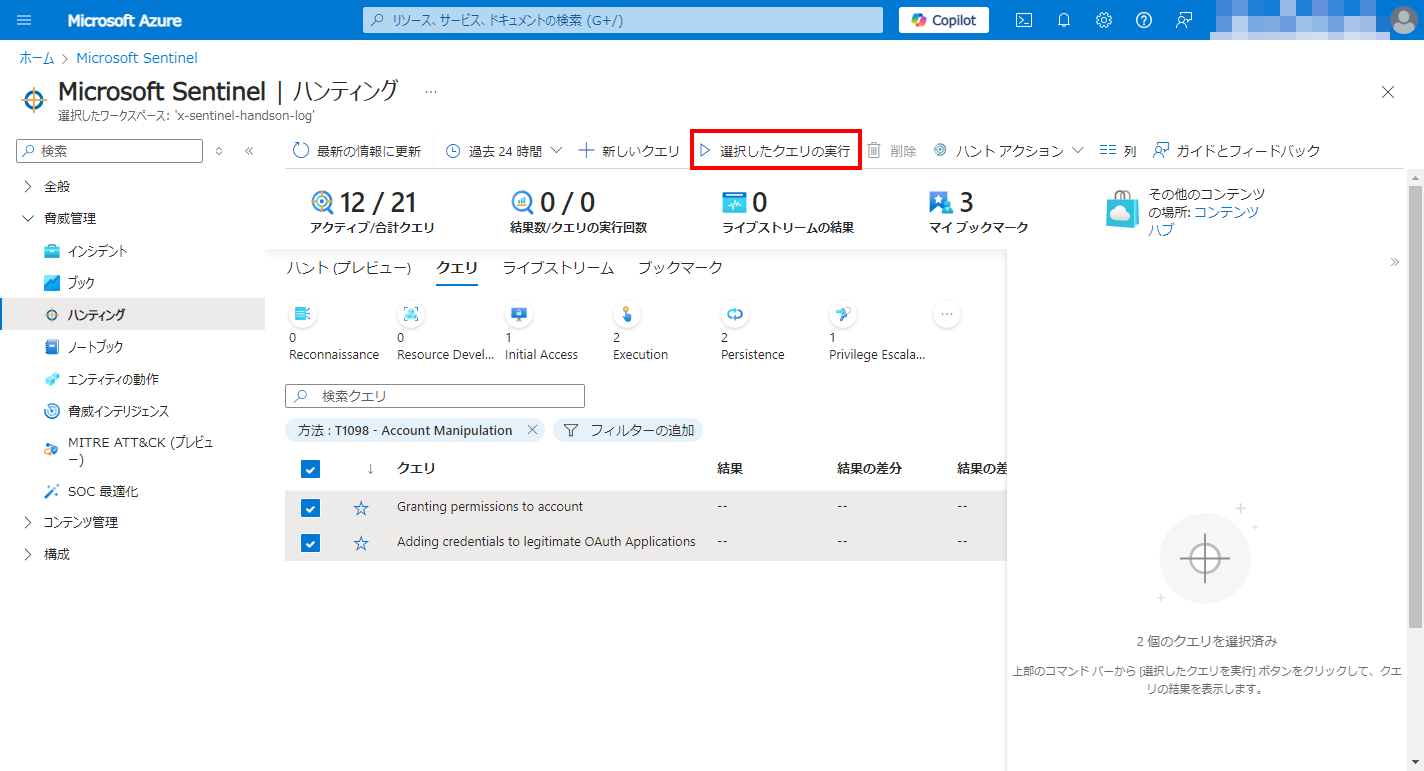 Microsoft Azure
リソース、サービス、ドキュメントの検索 (G+/)
Copilot
ホーム > Microsoft Sentinel
Microsoft Sentinel | ハンティング ...
選択したワークスペース: 'x-sentinel-handson-log'
検索
最新の情報に更新 過去 24 時間 新しいクエリ 選択したクエリの実行 削除 ハント アクション 列 ガイドとフィードバック
全般
脅威管理
インシデント
ブック
ハンティング
ノートブック
エンティティの動作
脅威インテリジェンス
MITRE ATT&CK (プレビュ
ー)
SOC 最適化
コンテンツ管理
構成
12 / 21
アクティブ/合計クエリ
0 / 0
結果数/クエリの実行回数
0
ライブストリームの結果
3
マイ ブックマーク
その他のコンテンツ
の場所: コンテンツ
ハブ
ハント (プレビュー) クエリ ライブストリーム ブックマーク
0
Reconnaissance
0
Resource Devel...
1
Initial Access
2
Execution
2
Persistence
1
Privilege Escala...
...
検索クエリ
方法 : T1098 - Account Manipulation
フィルターの追加
クエリ 結果 結果の差分 結果の差
Granting permissions to account -- -- --
Adding credentials to legitimate OAuth Applications -- -- --
2 個のクエリを選択済み
上部のコマンド バーから [選択したクエリを実行] ボタンをクリックして、クエ
リの結果を表示します。